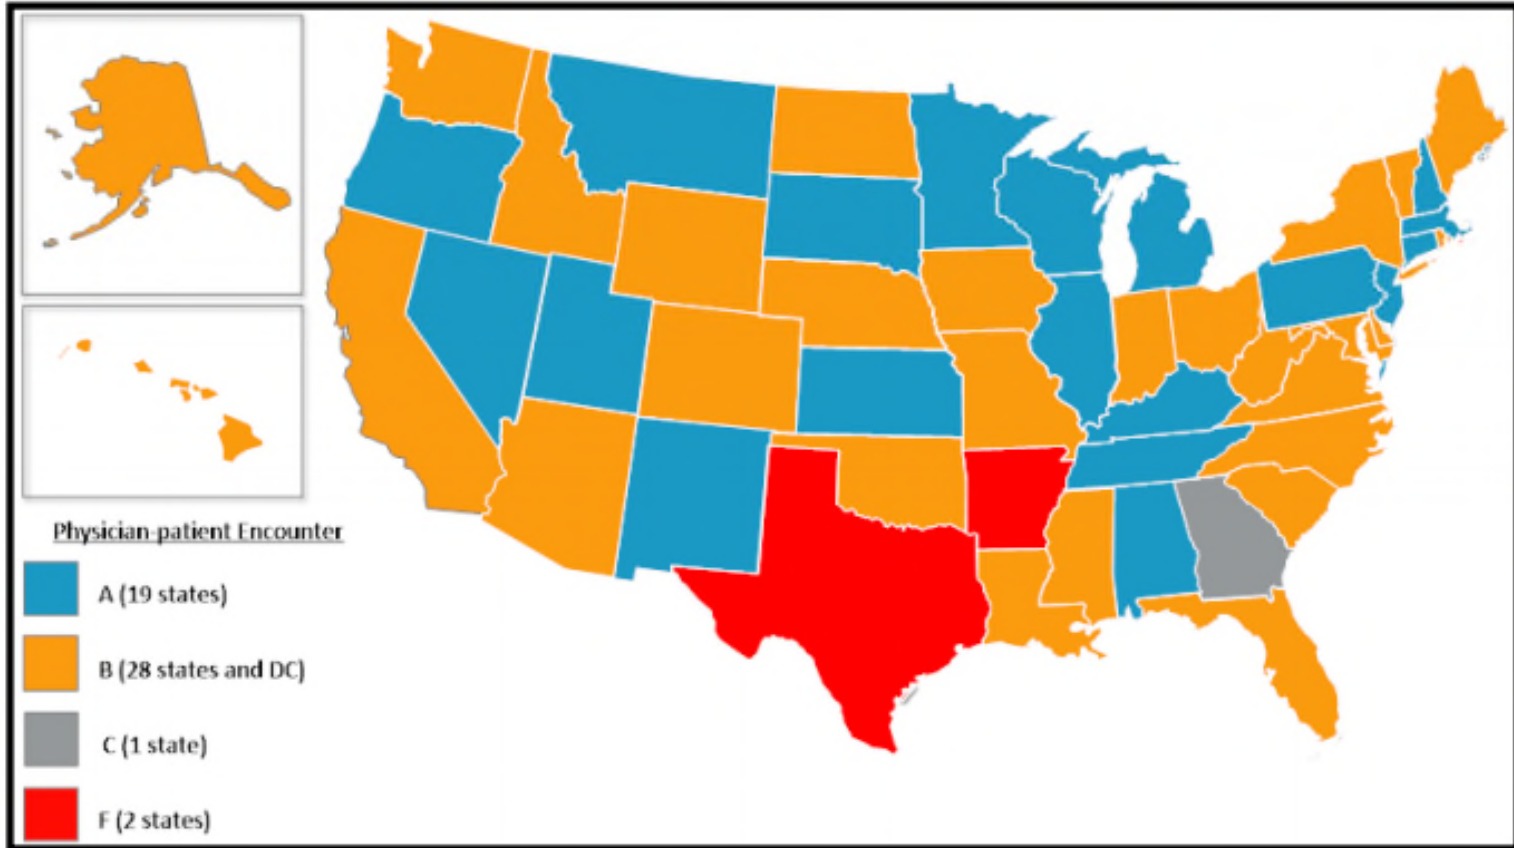 Physician-patient Encounter
A (19 states)
B (28 states and DC)
C (1 state)
F (2 states)